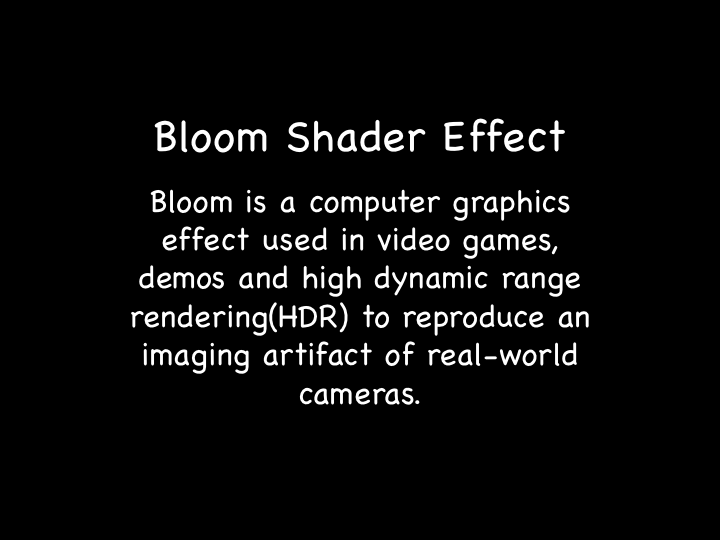 Bloom Shader Effect
Bloom is a computer graphics
effect used in video games,
demos and high dynamic range
rendering(HDR) to reproduce an
imaging artifact of real-world
cameras.